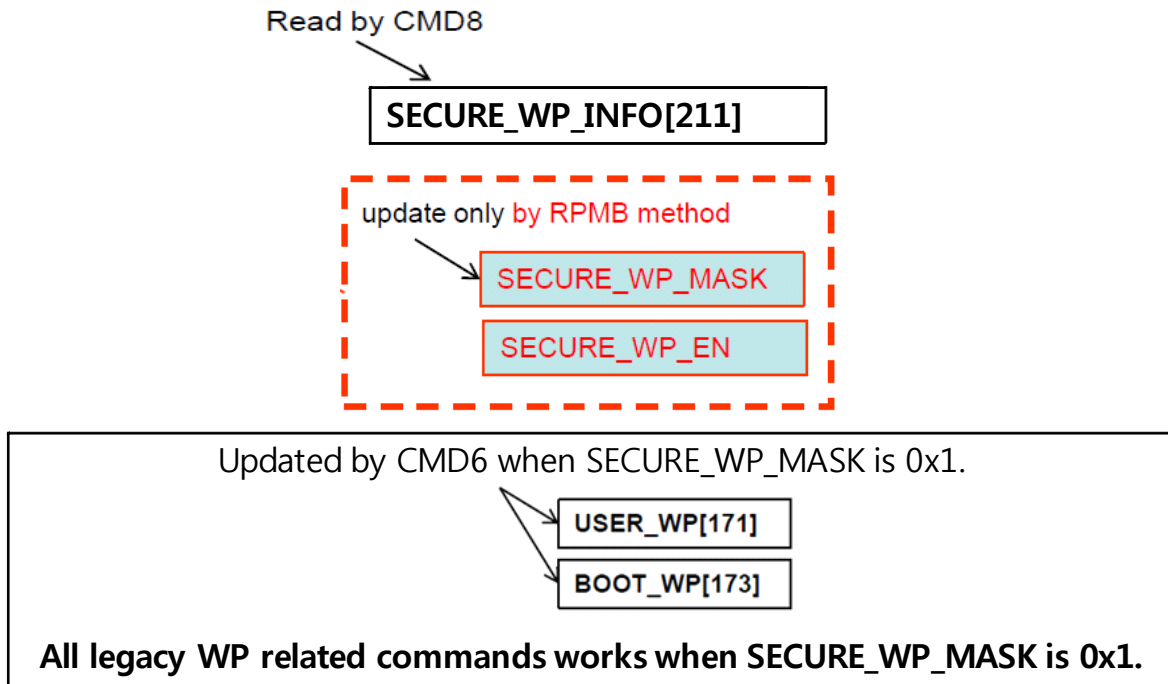 Read by CMD8
SECURE_WP_INFO[211]
update only by RPMB method
SECURE_WP_MASK
SECURE_WP_EN
Updated by CMD6 when SECURE_WP_MASK is 0x1.
USER_WP[171]
BOOT_WP[173]
All legacy WP related commands works when SECURE_WP_MASK is 0x1.